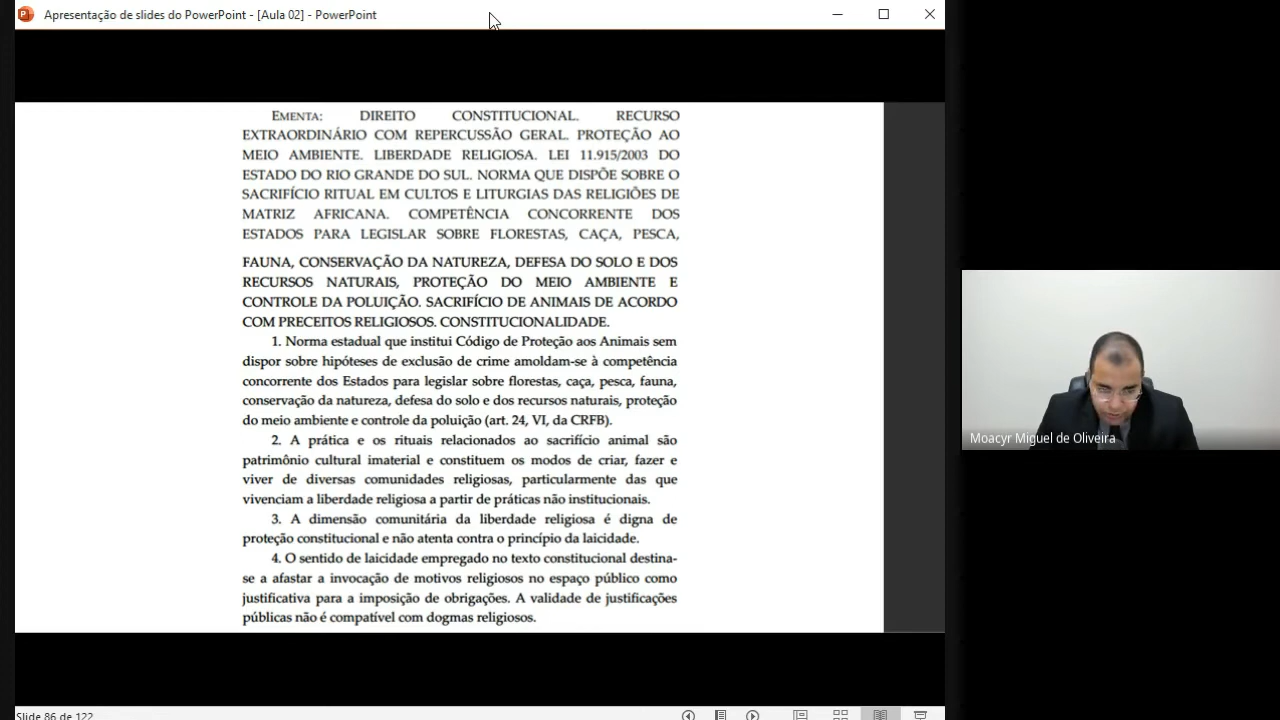 Apresentação de slides do PowerPoint - [Aula 02] - PowerPoint
EMENTA: DIREITO CONSTITUCIONAL. RECURSO
EXTRAORDINÁRIO COM REPERCUSSÃO GERAL. PROTEÇÃO AO
MEIO AMBIENTE. LIBERDADE RELIGIOSA. LEI 11.915/2003 DO
ESTADO DO RIO GRANDE DO SUL. NORMA QUE DISPÕE SOBRE O
SACRIFÍCIO RITUAL EM CULTOS E LITURGIAS DAS RELIGIÕES DE
MATRIZ AFRICANA. COMPETÊNCIA CONCORRENTE DOS
ESTADOS PARA LEGISLAR SOBRE FLORESTAS, CAÇA, PESCA,
FAUNA, CONSERVAÇÃO DA NATUREZA, DEFESA DO SOLO E DOS
RECURSOS NATURAIS, PROTEÇÃO DO MEIO AMBIENTE E
CONTROLE DA POLUIÇÃO. SACRIFÍCIO DE ANIMAIS DE ACORDO
COM PRECEITOS RELIGIOSOS. CONSTITUCIONALIDADE.
1. Norma estadual que institui Código de Proteção aos Animais sem
dispor sobre hipóteses de exclusão de crime amoldam-se à competência
concorrente dos Estados para legislar sobre florestas, caça, pesca, fauna,
conservação da natureza, defesa do solo e dos recursos naturais, proteção
do meio ambiente e controle da poluição (art. 24, VI, da CRFB).
2. A prática e os rituais relacionados ao sacrifício animal são
patrimônio cultural imaterial e constituem os modos de criar, fazer e
viver de diversas comunidades religiosas, particularmente das que
vivenciam a liberdade religiosa a partir de práticas não institucionais.
3. A dimensão comunitária da liberdade religiosa é digna de
proteção constitucional e não atenta contra o princípio da laicidade.
4. O sentido de laicidade empregado no texto constitucional destina-
se a afastar a invocação de motivos religiosos no espaço público como
justificativa para a imposição de obrigações. A validade de justificações
públicas não é compatível com dogmas religiosos.
Moacyr Miguel de Oliveira
Slide 86 de 122